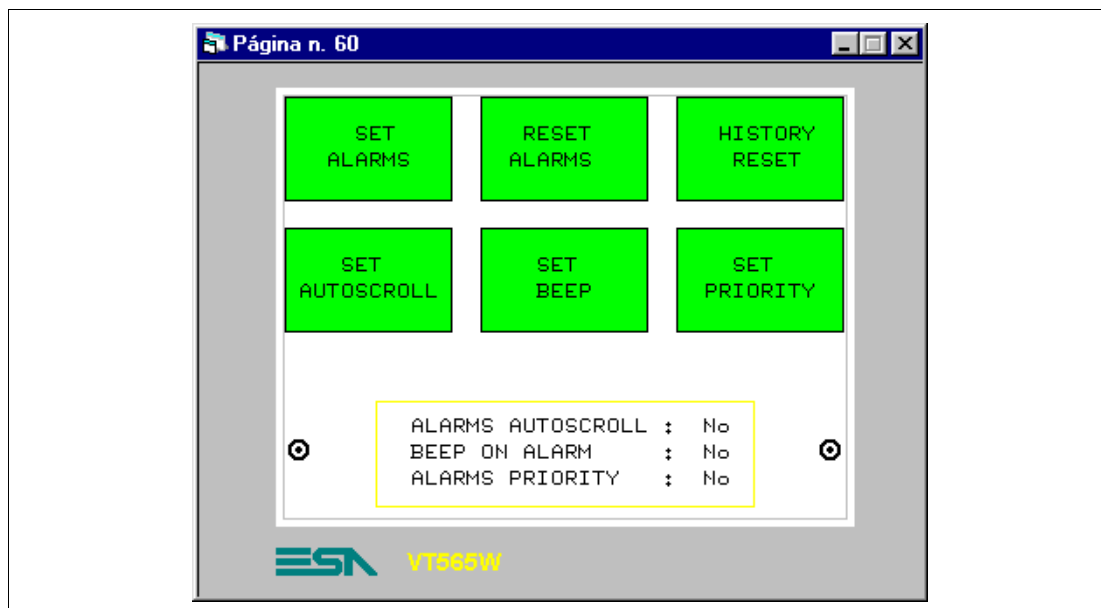 Página n. 60
SET
ALARMS
RESET
ALARMS
HISTORY
RESET
SET
AUTOSCROLL
SET
BEEP
SET
PRIORITY
ALARMS AUTOSCROLL : No
BEEP ON ALARM : No
ALARMS PRIORITY : No
ESA VT565W